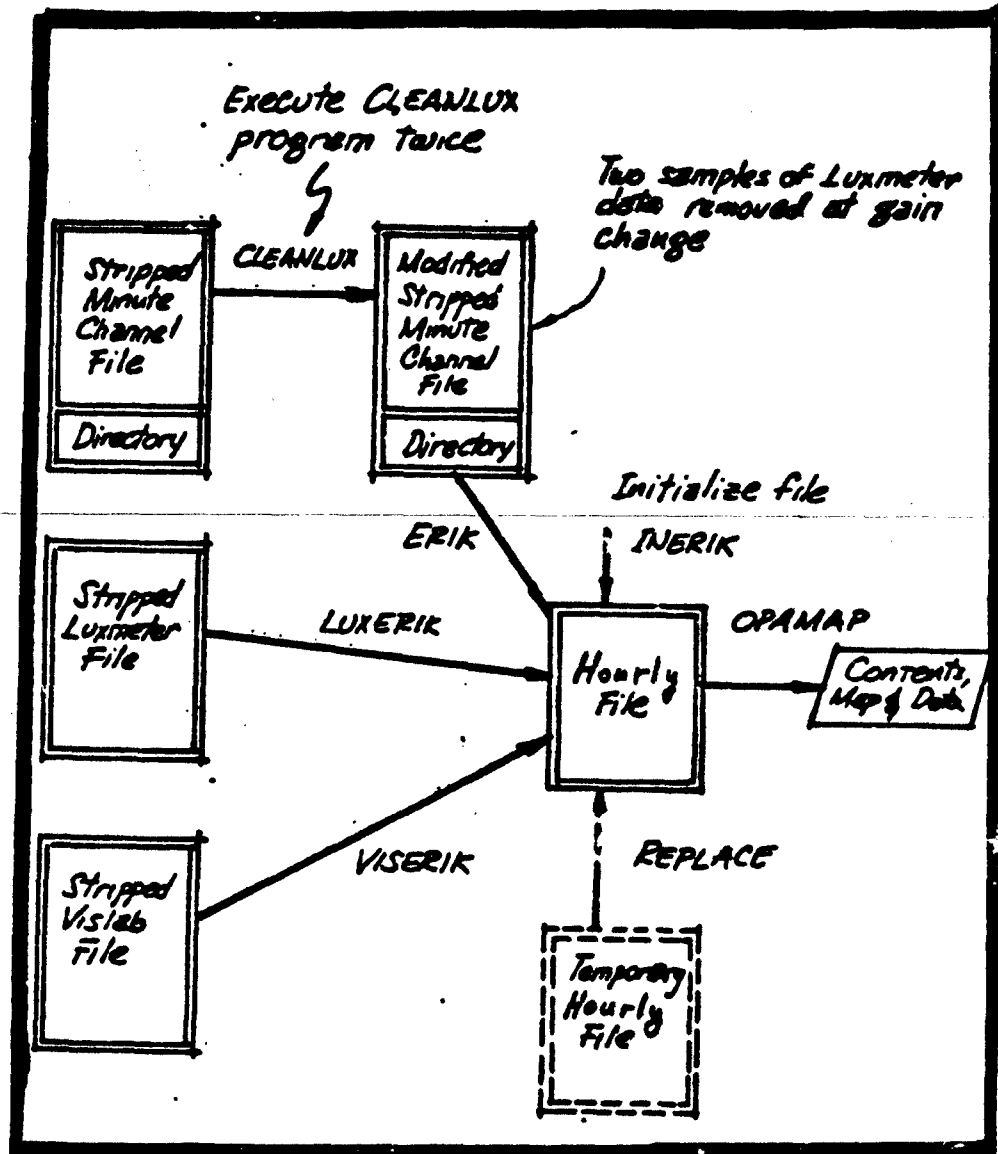 Execute CLEANLUX
program twice
Two samples of Luxmeter
data removed at gain
change
Stripped
Minute
Channel
File
Directory
CLEANLUX
Modified
Stripped
Minute
Channel
File
Directory
Initialize file
ERIK
INERIK
Stripped
Luxmeter
File
LUXERIK
Hourly
File
OPAMAP
Contents,
Map & Data
Stripped
Vislab
File
VISERIK
REPLACE
Temporary
Hourly
File